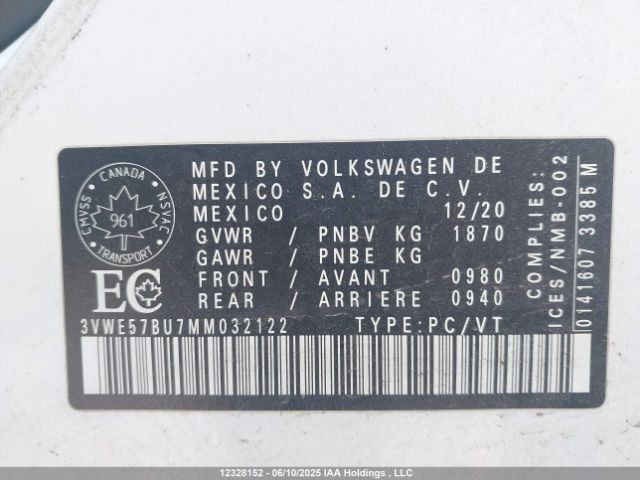 CANADA
CMVSS
NSVAC
961
TRANSPORT
EC
MFD BY VOLKSWAGEN DE
MEXICO S.A. DE C.V.
MEXICO 12/20
GVWR / PNBV KG 1870
GAWR / PNBE KG
FRONT / AVANT 0980
REAR / ARRIERE 0940
3VWE57BU7MM032122 TYPE:PC/VT
COMPLIES:
ICES/NMB-002
0141607 3385 M
12328152 - 06/10/2025 IAA Holdings , LLC